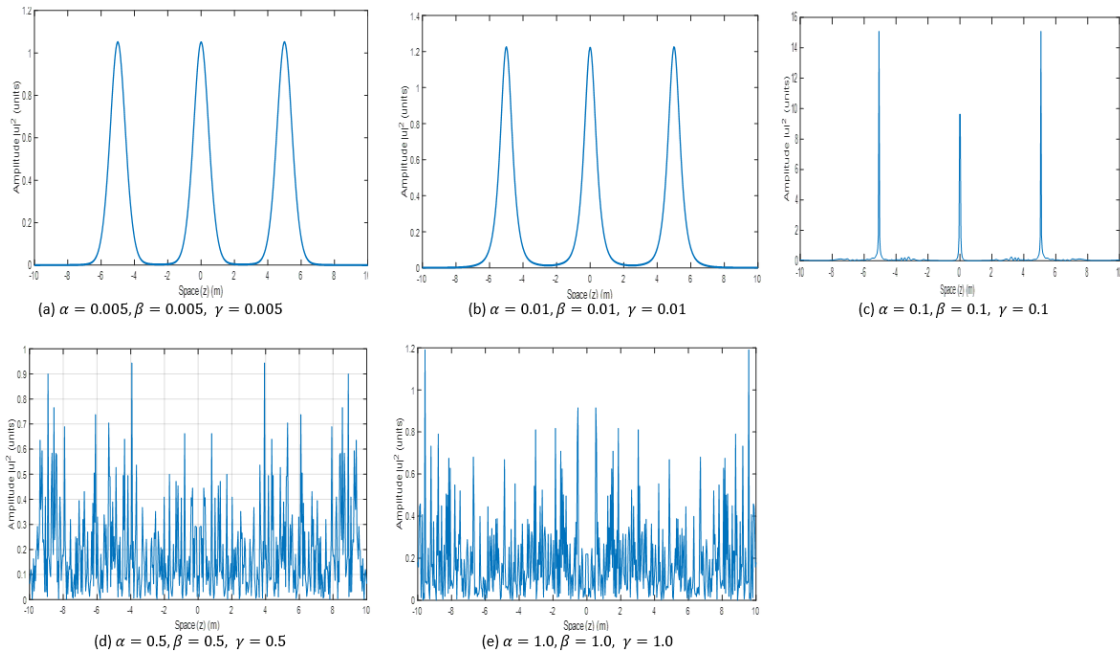 Amplitude |u|² (units)
1.2
1
0.8
0.6
0.4
0.2
0
-10 -8 -6 -4 -2 0 2 4 6 8 10
Space (z) (m)
(a) α = 0.005, β = 0.005, γ = 0.005
Amplitude |u|² (units)
1.4
1.2
1
0.8
0.6
0.4
0.2
0
-10 -8 -6 -4 -2 0 2 4 6 8 10
Space (z) (m)
(b) α = 0.01, β = 0.01, γ = 0.01
Amplitude |u|² (units)
16
14
12
10
8
6
4
2
0
-10 -8 -6 -4 -2 0 2 4 6 8 10
Space (z) (m)
(c) α = 0.1, β = 0.1, γ = 0.1
Amplitude |u|² (units)
1
0.9
0.8
0.7
0.6
0.5
0.4
0.3
0.2
0.1
0
-10 -8 -6 -4 -2 0 2 4 6 8 10
Space (z) (m)
(d) α = 0.5, β = 0.5, γ = 0.5
Amplitude |u|² (units)
1.2
1
0.8
0.6
0.4
0.2
0
-10 -8 -6 -4 -2 0 2 4 6 8 10
Space (z) (m)
(e) α = 1.0, β = 1.0, γ = 1.0